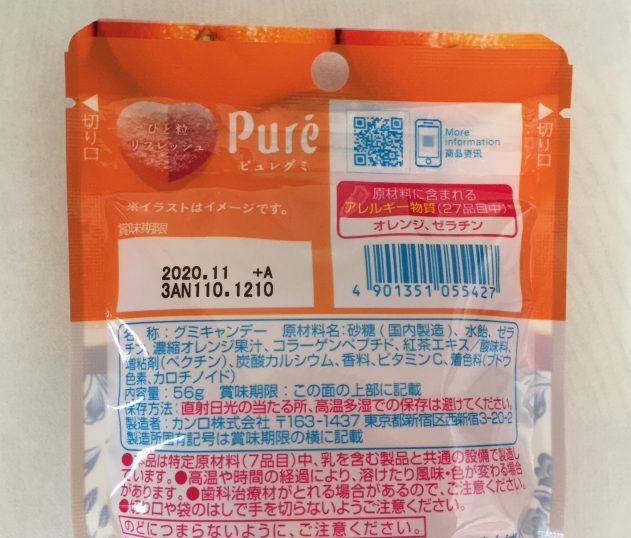 切り口
ひと粒
リフレッシュ
Puré
ピュレグミ
More
information
商品资讯
切り口
※イラストはイメージです。
原材料に含まれる
アレルギー物質(27品目中)
オレンジ、ゼラチン
賞味期限
2020.11 +A
3AN110.1210
4 901351 055427
名 称:グミキャンデー 原材料名:砂糖(国内製造)、水飴、ゼラ
チン、濃縮オレンジ果汁、コラーゲンペプチド、紅茶エキス/酸味料、
増粘剤(ペクチン)、炭酸カルシウム、香料、ビタミンC、着色料(ブドウ
色素、カロチノイド)
内容量:56g 賞味期限:この面の上部に記載
保存方法:直射日光の当たる所、高温多湿での保存は避けてください。
製造者:カンロ株式会社 〒163-1437 東京都新宿区西新宿3-20-2
製造所固有記号は賞味期限の横に記載
●本品は特定原材料(7品目)中、乳を含む製品と共通の設備で製造し
ています。●高温や時間の経過により、溶けたり風味・色が変わる場合
があります。●歯科治療材がとれる場合があるので、ご注意ください。
●切り口や袋のはしで手を切らないようご注意ください。
のどにつまらないように、ご注意ください。